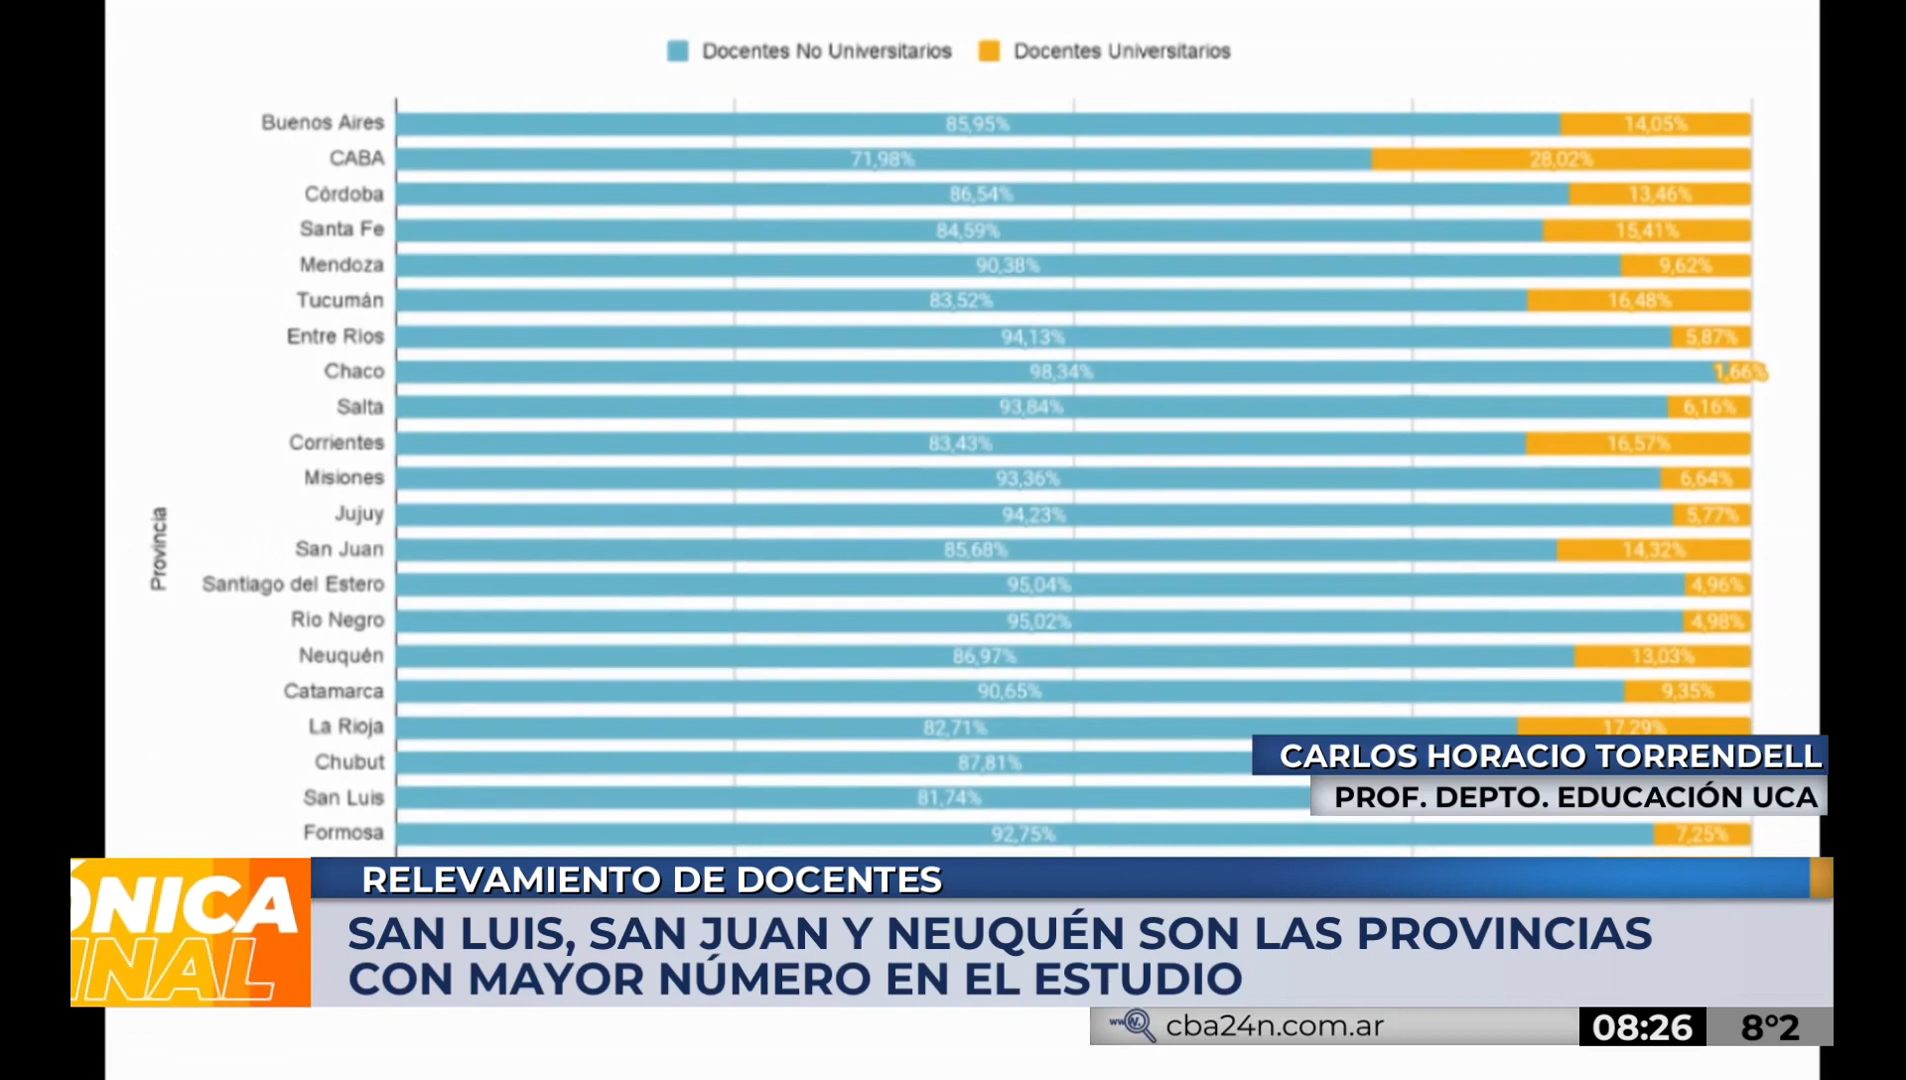 Docentes No Universitarios
Docentes Universitarios
Provincia
Buenos Aires 85,95% 14,05%
CABA 71,98% 28,02%
Córdoba 86,54% 13,46%
Santa Fe 84,59% 15,41%
Mendoza 90,38% 9,62%
Tucumán 83,52% 16,48%
Entre Ríos 94,13% 5,87%
Chaco 98,34% 1,66%
Salta 93,84% 6,16%
Corrientes 83,43% 16,57%
Misiones 93,36% 6,64%
Jujuy 94,23% 5,77%
San Juan 85,68% 14,32%
Santiago del Estero 95,04% 4,96%
Río Negro 95,02% 4,98%
Neuquén 86,97% 13,03%
Catamarca 90,65% 9,35%
La Rioja 82,71% 17,29%
Chubut 87,81%
San Luis 81,74%
Formosa 92,75% 7,25%
CARLOS HORACIO TORRENDELL
PROF. DEPTO. EDUCACIÓN UCA
ÓNICA
INAL
RELEVAMIENTO DE DOCENTES
SAN LUIS, SAN JUAN Y NEUQUÉN SON LAS PROVINCIAS
CON MAYOR NÚMERO EN EL ESTUDIO
www. cba24n.com.ar 08:26 8°2